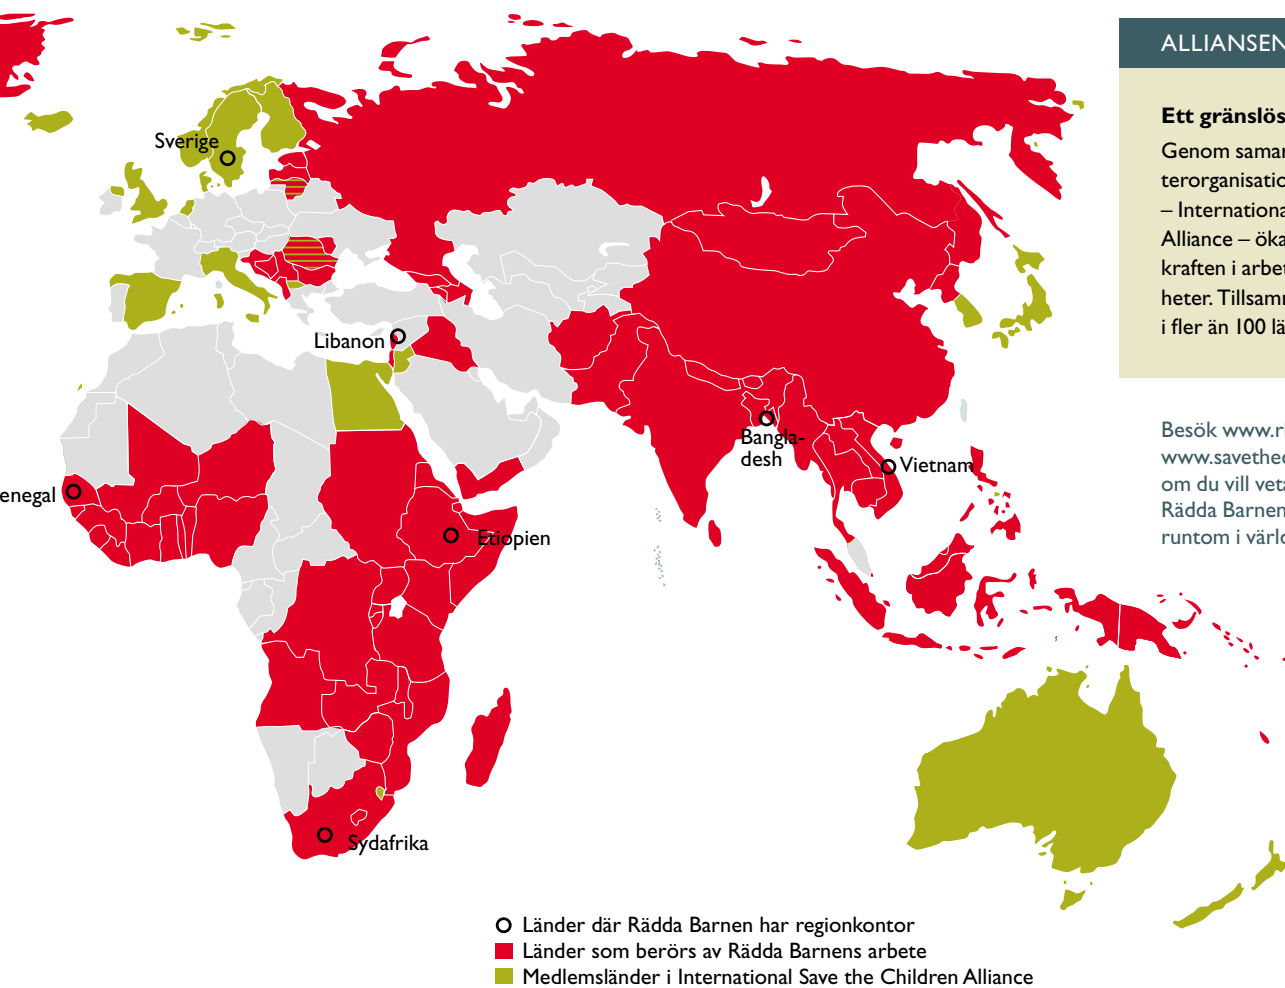 Sverige
Libanon
enegal
Etiopien
Sydafrika
Bangla-
desh
Vietnam
Länder där Rädda Barnen har regionkontor
Länder som berörs av Rädda Barnens arbete
Medlemsländer i International Save the Children Alliance
ALLIANSEN
Ett gränslös
Genom samar
terorganisatio
– Internationa
Alliance – öka
kraften i arbet
heter. Tillsamm
i fler än 100 lä
Besök www.r
www.savethec
om du vill veta
Rädda Barnen
runtom i värld